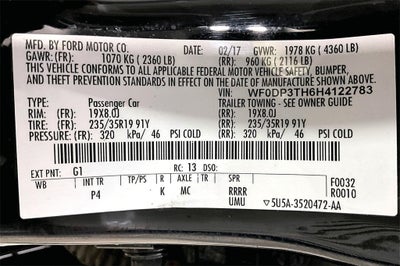 MFD. BY FORD MOTOR CO. 02/17 GVWR: 1978 KG ( 4360 LB)
(FR): 1070 KG ( 2360 LB) (RR): 960 KG ( 2116 LB)
THIS VEHICLE CONFORMS TO ALL APPLICABLE FEDERAL MOTOR VEHICLE SAFETY, BUMPER,
AND THEFT PREVENTION STANDARDS IN EFFECT ON THE DATE OF MANUFACTURE SHOWN ABOVE.
VIN: WF0DP3TH6H4122783
TYPE: Passenger Car TRAILER TOWING - SEE OWNER GUIDE
RIM: (FR): 19X8.0J (RR): 19X8.0J
TIRE: (FR): 235/35R19 91Y (RR): 235/35R19 91Y
PRESSURE: (FR): 320 kPa/ 46 PSI COLD (RR): 320 kPa/ 46 PSI COLD
EXT PNT: G1 RC: 13 DSO: F0032
WB INT TR TP/PS R AXLE TR SPR R0010
P4 K MC RRRR
UMU ▽5U5A-3520472-AA